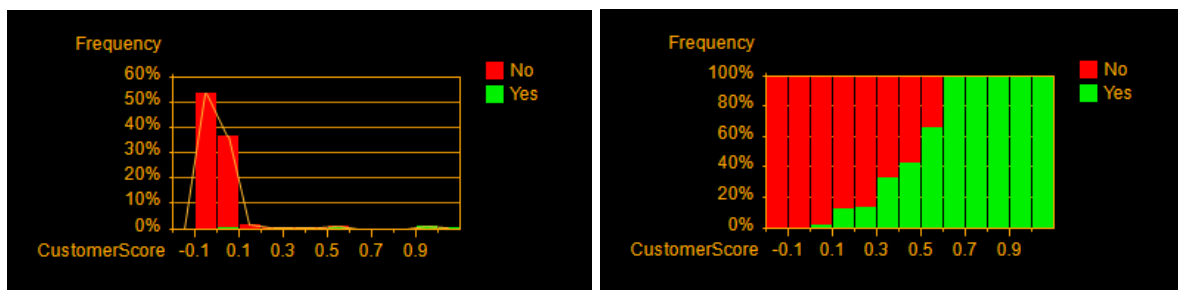 Frequency
60%
50%
40%
30%
20%
10%
0%
CustomerScore -0.1 0.1 0.3 0.5 0.7 0.9
No
Yes
Frequency
100%
80%
60%
40%
20%
0%
CustomerScore -0.1 0.1 0.3 0.5 0.7 0.9
No
Yes